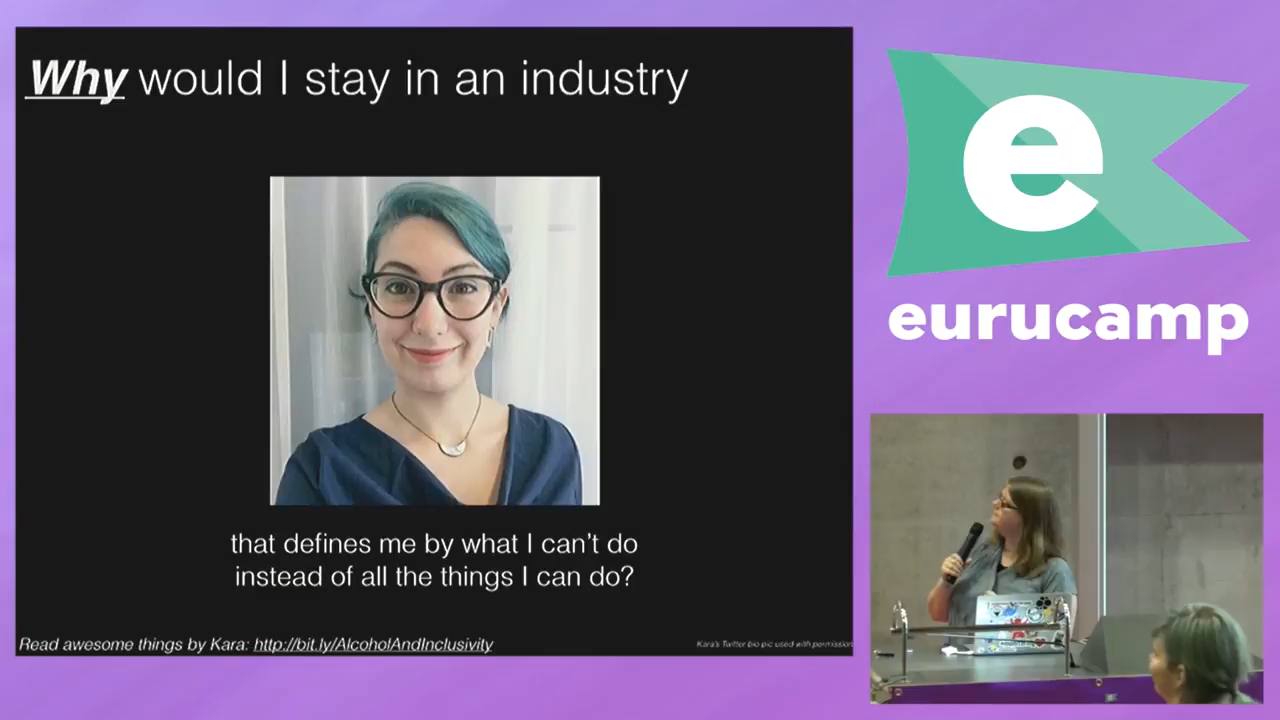 Why would I stay in an industry
that defines me by what I can't do
instead of all the things I can do?
Read awesome things by Kara: http://bit.ly/AlcoholAndInclusivity
Kara's Twitter bio pic used with permission
e
eurucamp